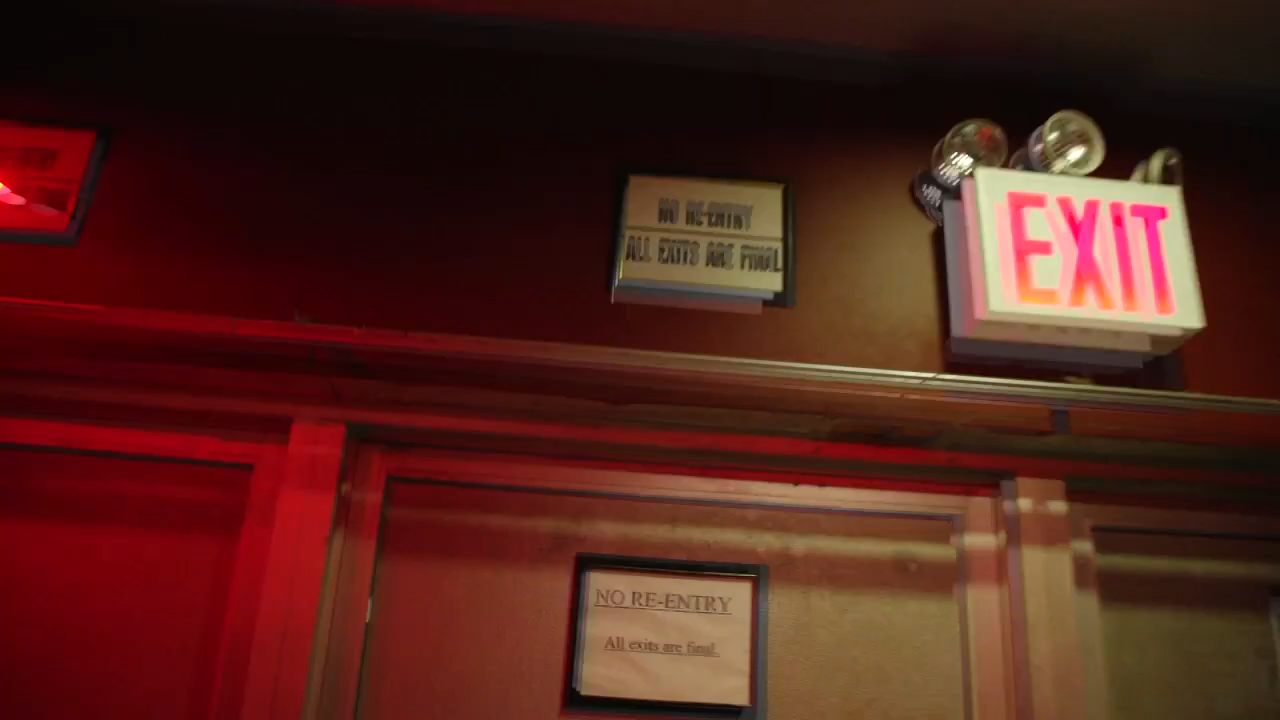 NO RE-ENTRY
ALL EXITS ARE FINAL
EXIT
NO RE-ENTRY
All exits are final.